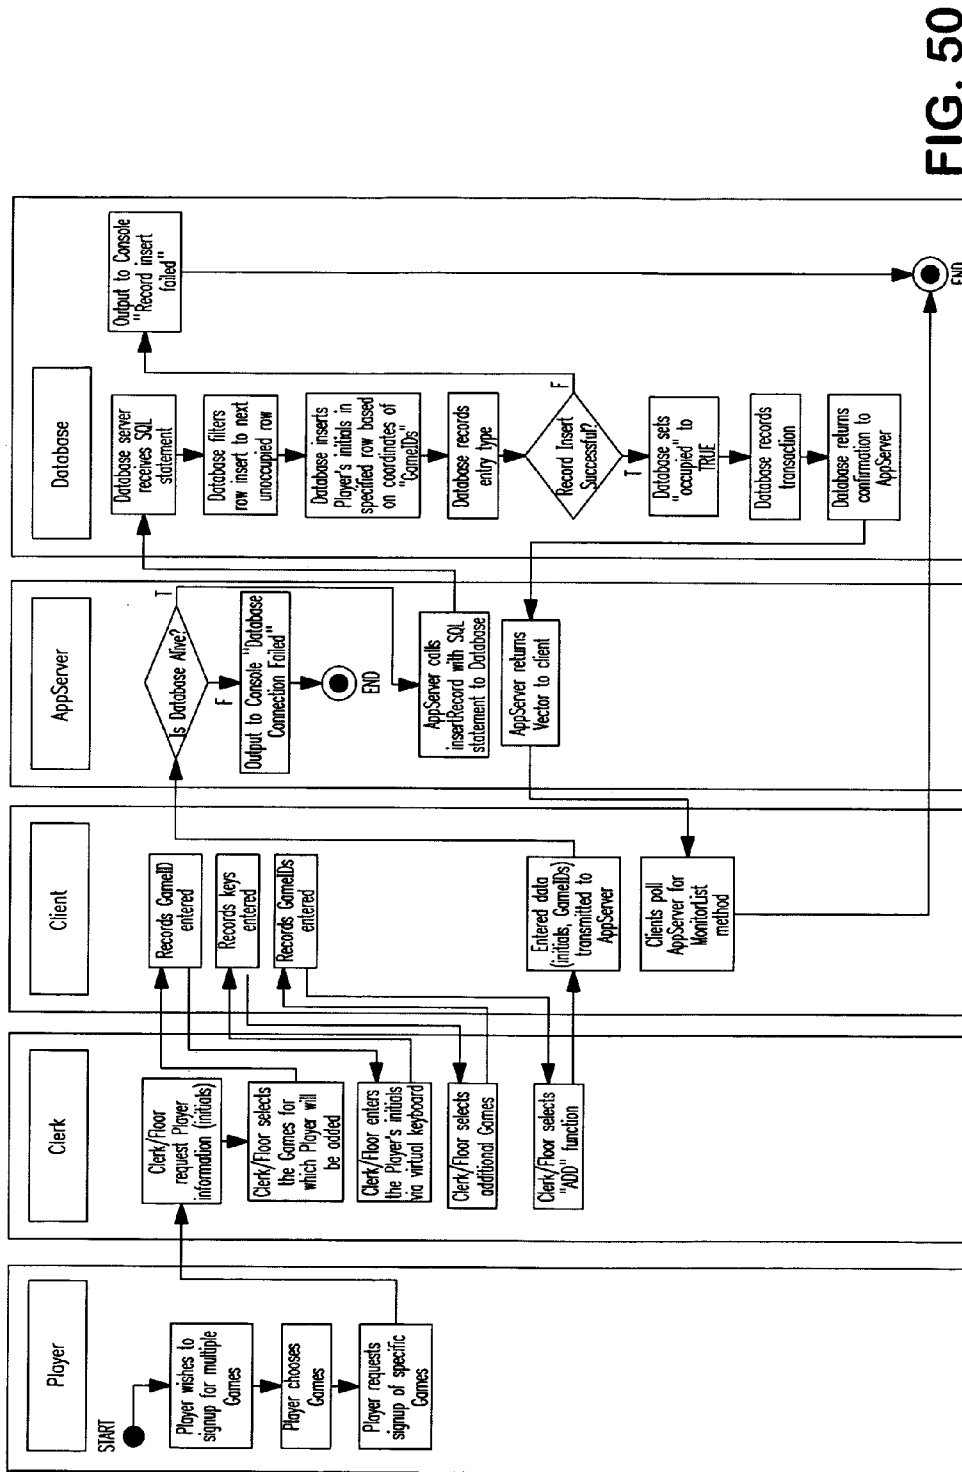 Player
START
Player wishes to
signup for multiple
Games
Player chooses
Games
Player requests
signup of specific
Games
Clerk
Clerk/Floor
request Player
information (initials)
Clerk/Floor selects
the Games for
which Player will
be added
Clerk/Floor enters
the Player's initials
via virtual keyboard
Clerk/Floor selects
additional Games
Clerk/Floor selects
"ADD" function
Client
Records GameID
entered
Records keys
entered
Records GameIDs
entered
Entered data
(initials, GameIDs)
transmitted to
AppServer
Clients poll
AppServer for
MonitorList
method
AppServer
Is Database Alive?
T
F
Output to Console "Database
Connection Failed"
END
AppServer calls
insertRecord with SQL
statement to Database
AppServer returns
Vector to client
Database
Database server
receives SQL
statement
Database filters
row insert to next
unoccupied row
Database inserts
Player's initials in
specified row based
on coordinates of
"GameIDs"
Database records
entry type
Record Insert
Successful?
F
T
Database sets
"occupied" to
TRUE
Database records
transaction
Database returns
confirmation to
AppServer
Output to Console
"Record insert
failed"
END
FIG. 50